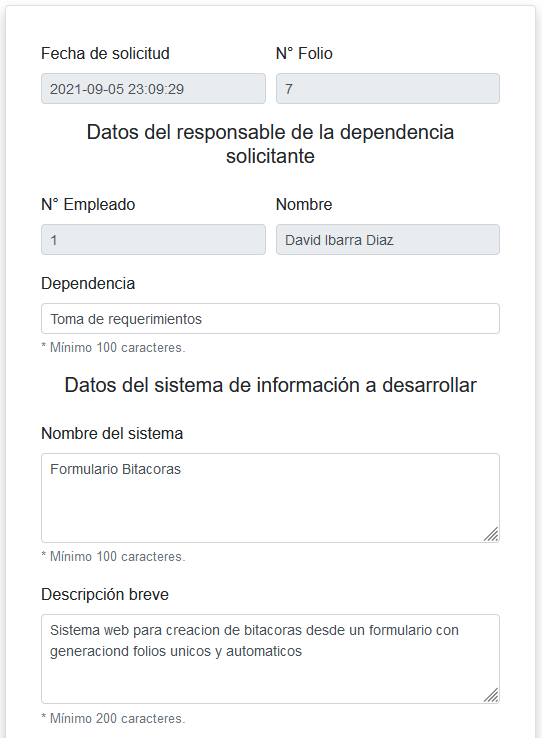 Fecha de solicitud N° Folio
2021-09-05 23:09:29 7
Datos del responsable de la dependencia
solicitante
N° Empleado Nombre
1 David Ibarra Diaz
Dependencia
Toma de requerimientos
* Mínimo 100 caracteres.
Datos del sistema de información a desarrollar
Nombre del sistema
Formulario Bitacoras
* Mínimo 100 caracteres.
Descripción breve
Sistema web para creacion de bitacoras desde un formulario con
generaciond folios unicos y automaticos
* Mínimo 200 caracteres.